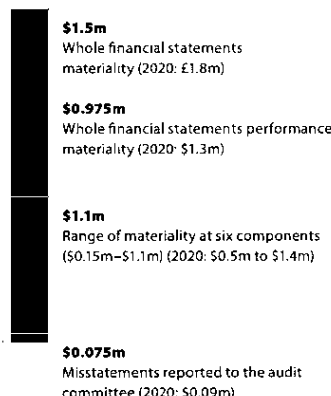 $1.5m
Whole financial statements
materiality (2020: £1.8m)
$0.975m
Whole financial statements performance
materiality (2020: $1.3m)
$1.1m
Range of materiality at six components
($0.15m–$1.1m) (2020: $0.5m to $1.4m)
$0.075m
Misstatements reported to the audit
committee (2020: $0.09m)